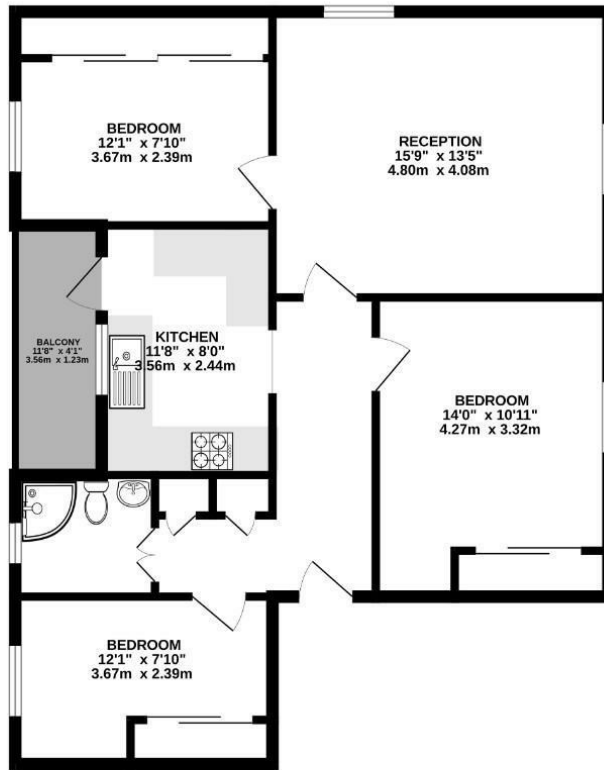 BEDROOM
12'1" x 7'10"
3.67m x 2.39m
RECEPTION
15'9" x 13'5"
4.80m x 4.08m
BALCONY
11'8" x 4'1"
3.56m x 1.23m
KITCHEN
11'8" x 8'0"
3.56m x 2.44m
BEDROOM
14'0" x 10'11"
4.27m x 3.32m
BEDROOM
12'1" x 7'10"
3.67m x 2.39m